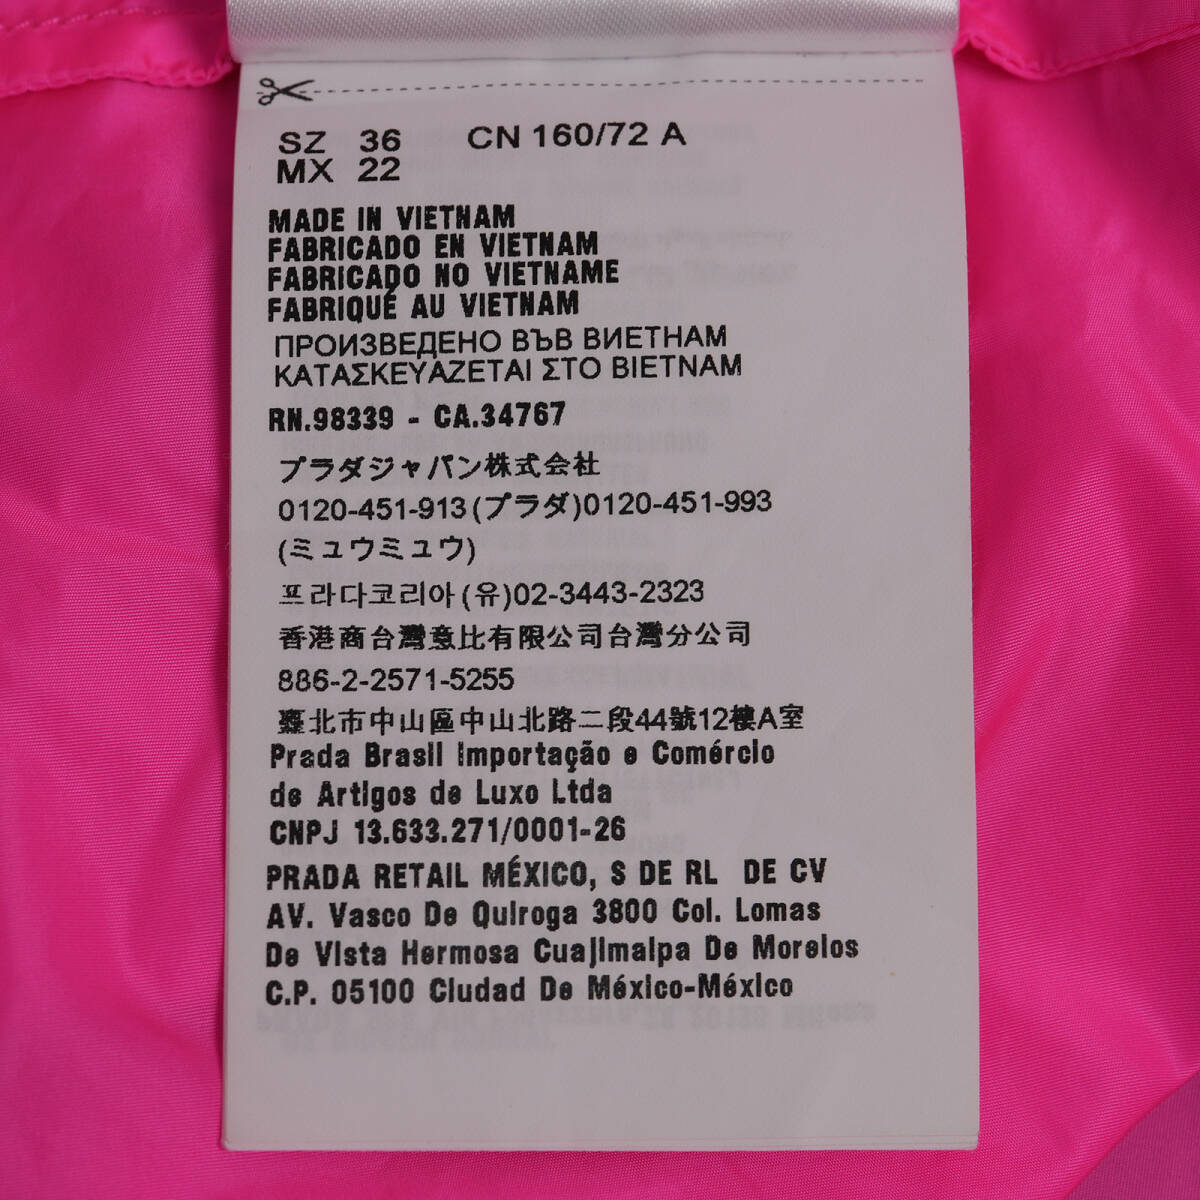 SZ 36 CN 160/72 A
MX 22
MADE IN VIETNAM
FABRICADO EN VIETNAM
FABRICADO NO VIETNAME
FABRIQUÉ AU VIETNAM
ПРОИЗВЕДЕНО ВЪВ ВИЕТНАМ
ΚΑΤΑΣΚΕΥΑΖΕΤΑΙ ΣΤΟ ΒΙΕΤΝΑΜ
RN.98339 - CA.34767
プラダジャパン株式会社
0120-451-913(プラダ)0120-451-993
(ミュウミュウ)
프라다코리아(유)02-3443-2323
香港商台灣意比有限公司台灣分公司
886-2-2571-5255
臺北市中山區中山北路二段44號12樓A室
Prada Brasil Importação e Comércio
de Artigos de Luxo Ltda
CNPJ 13.633.271/0001-26
PRADA RETAIL MÉXICO, S DE RL DE CV
AV. Vasco De Quiroga 3800 Col. Lomas
De Vista Hermosa Cuajimalpa De Morelos
C.P. 05100 Ciudad De México-México